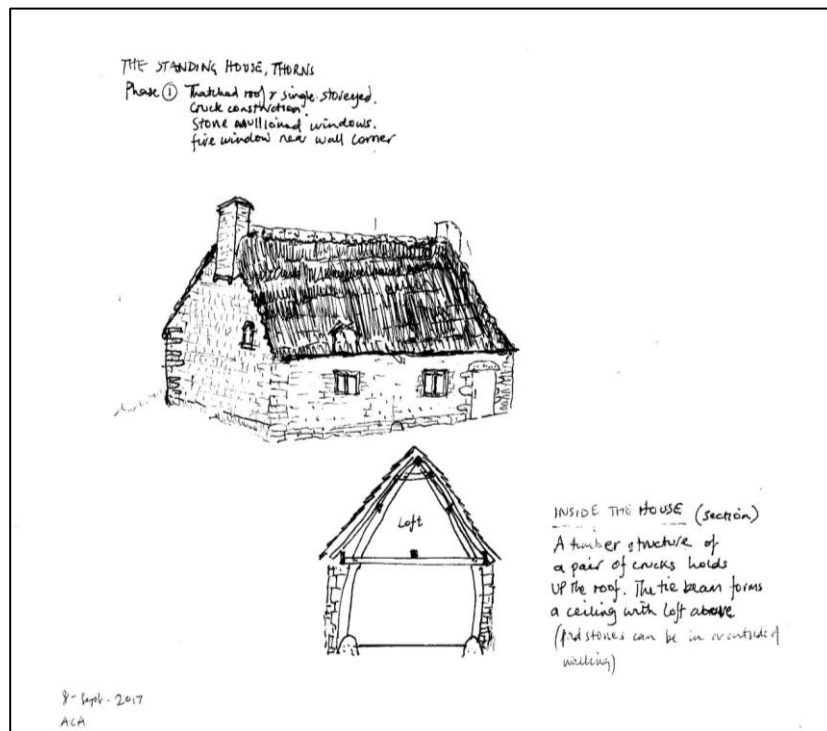 THE STANDING HOUSE, THORNS
Phase ① Thatched roof & single storeyed.
Cruck construction.
Stone mullioned windows.
fire window near wall corner
Loft
INSIDE THE HOUSE (section)
A timber structure of
a pair of crucks holds
up the roof. The tie beam forms
a ceiling with loft above
(pad stones can be in or outside of
walling)
8 - Sept. 2017
ACA